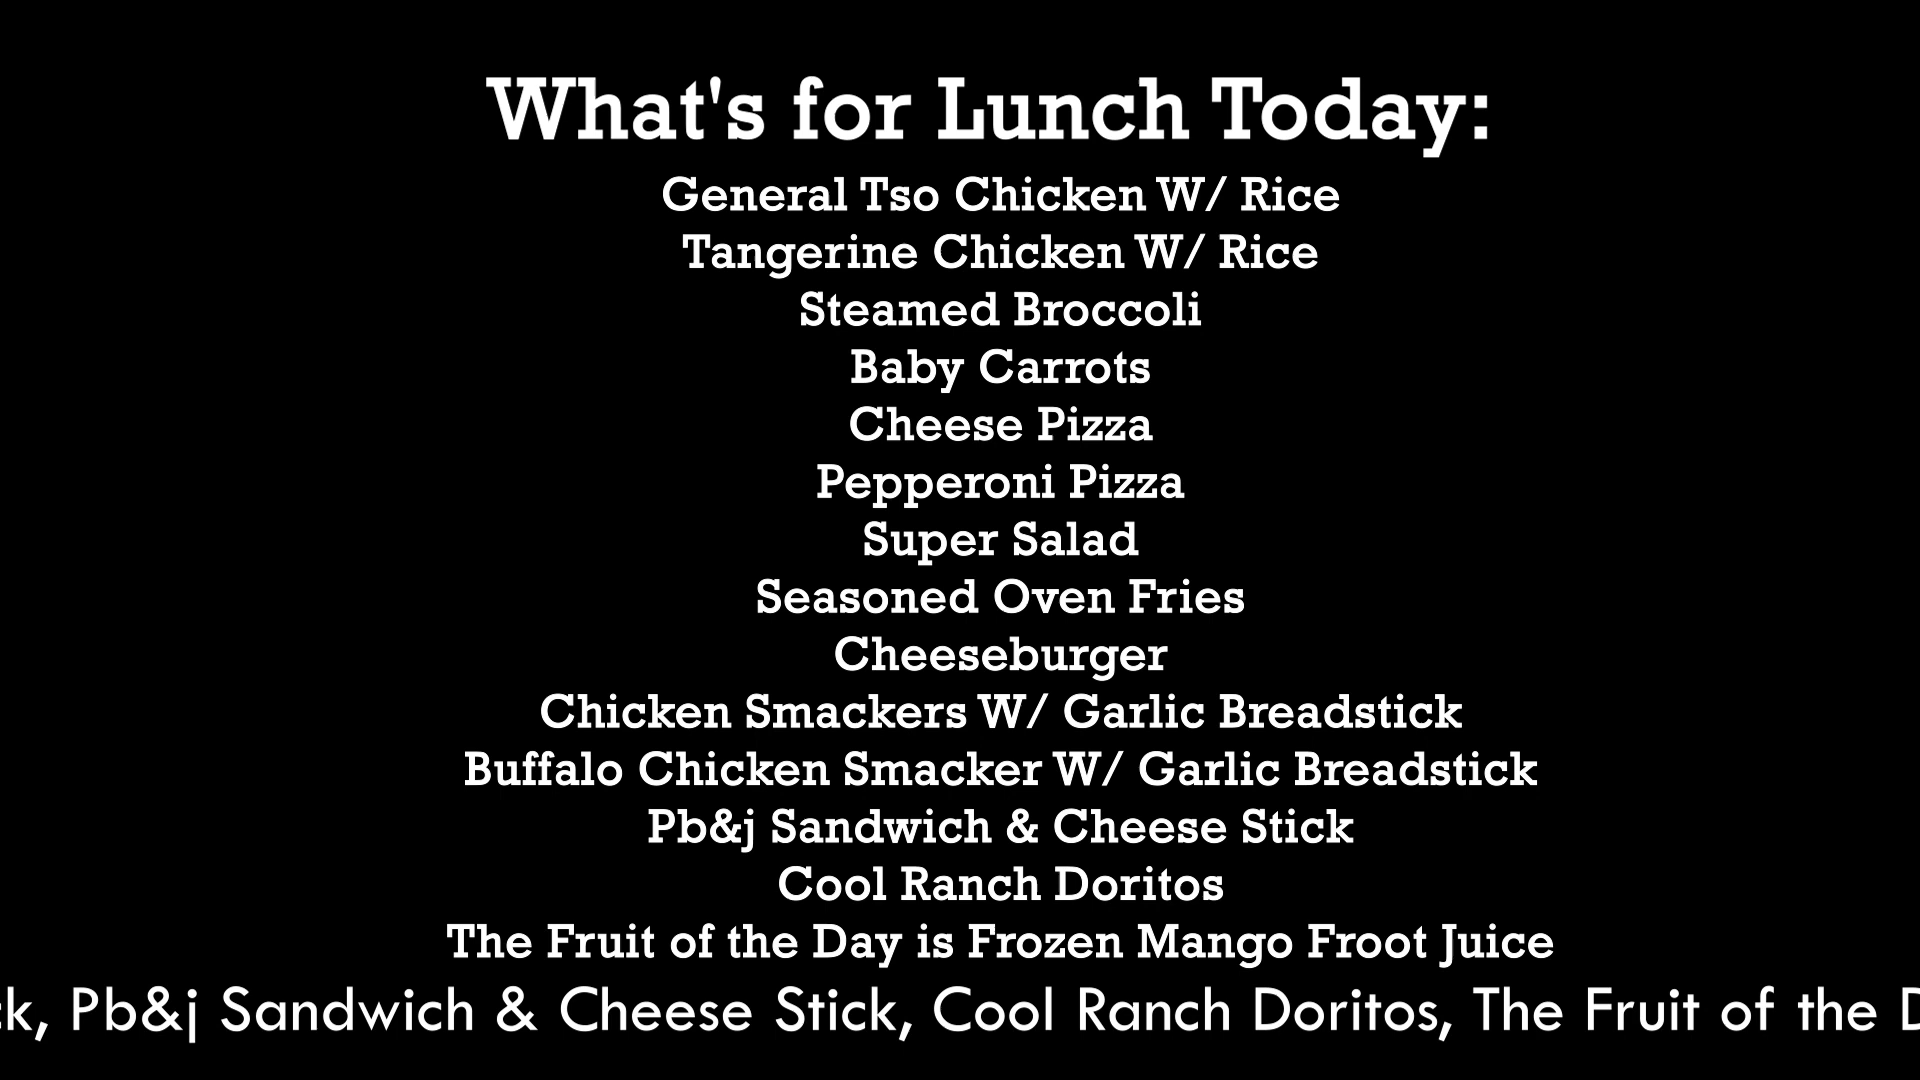 What's for Lunch Today:
General Tso Chicken W/ Rice
Tangerine Chicken W/ Rice
Steamed Broccoli
Baby Carrots
Cheese Pizza
Pepperoni Pizza
Super Salad
Seasoned Oven Fries
Cheeseburger
Chicken Smackers W/ Garlic Breadstick
Buffalo Chicken Smacker W/ Garlic Breadstick
Pb&j Sandwich & Cheese Stick
Cool Ranch Doritos
The Fruit of the Day is Frozen Mango Froot Juice
ck, Pb&j Sandwich & Cheese Stick, Cool Ranch Doritos, The Fruit of the